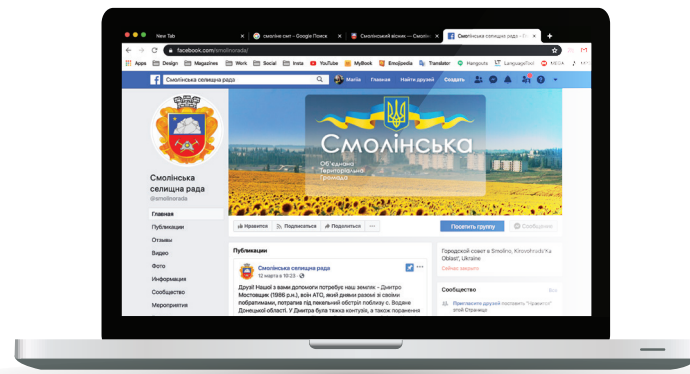 New Tab
смоліне смт - Google Поиск
Смолінський вісник — Смолін
Смолінська селищна рада - Г
facebook.com/smolinorada/
Apps Design Magazines Work Social Insta YouTube MyBook Emojipedia Translator Hangouts LanguageTool
Смолінська селищна рада
Mariia Главная Найти друзей Создать
Смолінська
селищна рада
@smolinorada
Главная
Публикации
Отзывы
Видео
Фото
Информация
Сообщество
Мероприятия
Смолінська
Об'єднана
Територіальна
Громада
Нравится Подписаться Поделиться ...
Посетить группу Сообщение
Публикации
Смолінська селищна рада
12 марта в 10:23
Друзі! Нашої з вами допомоги потребує наш земляк - Дмитро
Мостовщик (1986 р.н.), воїн АТО, який днями разом зі своїми
побратимами, потрапив під пекельний обстріл поблизу с. Водяне
Донецької області. У Дмитра була тяжка контузія, а також поранення
Городской совет в Smolino, Kirovohrads'Ka
Oblast', Ukraine
Сейчас закрыто
Сообщество
Все
Пригласите друзей поставить "Нравится"
этой Странице